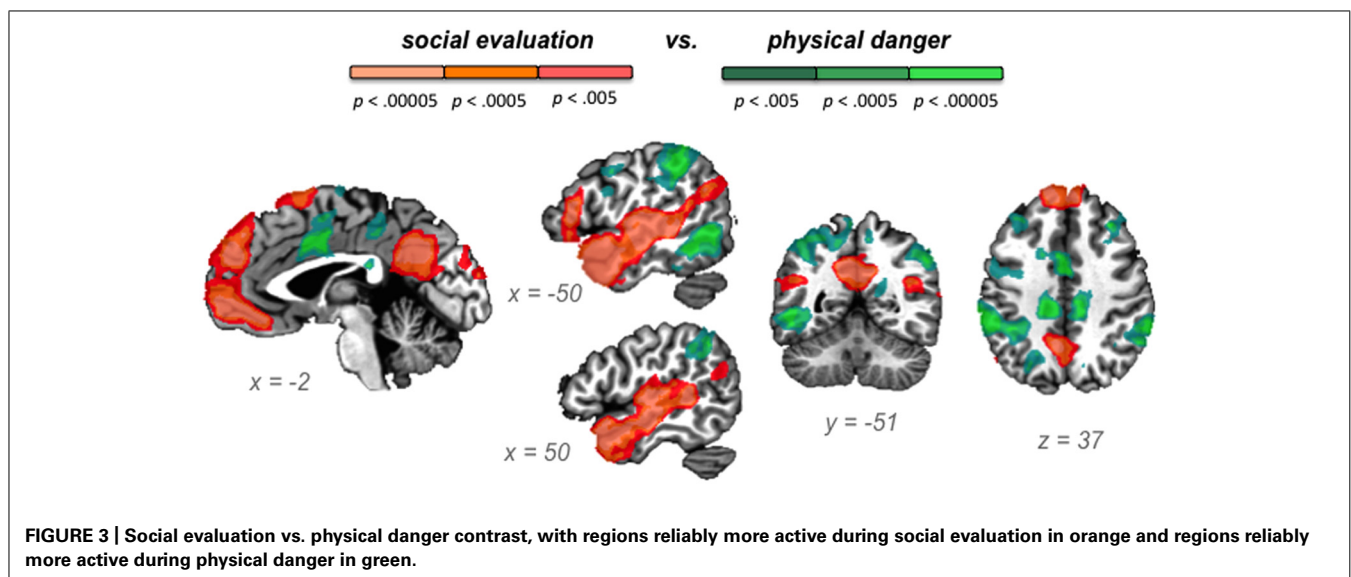 social evaluation vs. physical danger
p < .00005 p < .0005 p < .005 p < .005 p < .0005 p < .00005
x = -2
x = -50
x = 50
y = -51
z = 37
FIGURE 3 | Social evaluation vs. physical danger contrast, with regions reliably more active during social evaluation in orange and regions reliably
more active during physical danger in green.